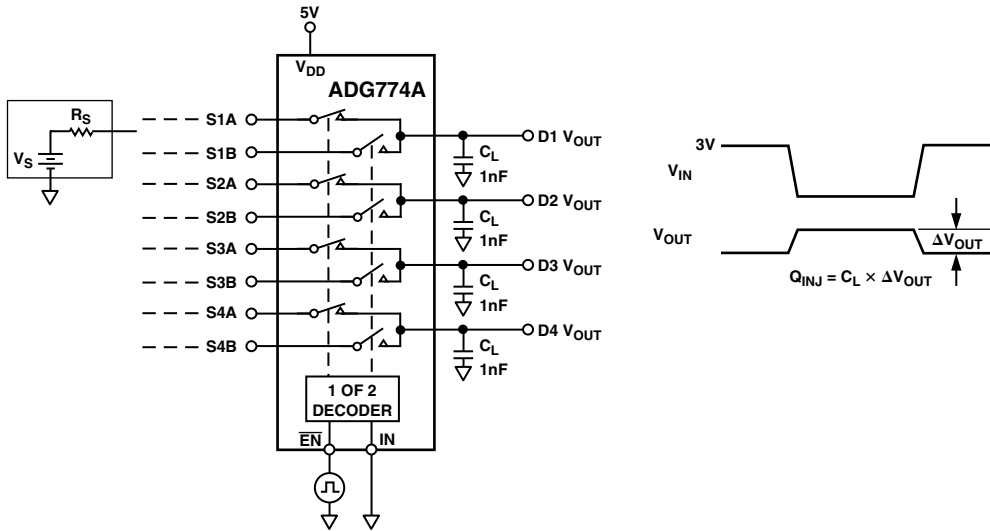 5V
VDD
ADG774A
RS
VS
S1A
D1 VOUT
S1B
CL
1nF
S2A
D2 VOUT
S2B
CL
1nF
S3A
D3 VOUT
S3B
CL
1nF
S4A
D4 VOUT
S4B
CL
1nF
1 OF 2
DECODER
EN IN
3V
VIN
VOUT
ΔVOUT
QINJ = CL × ΔVOUT